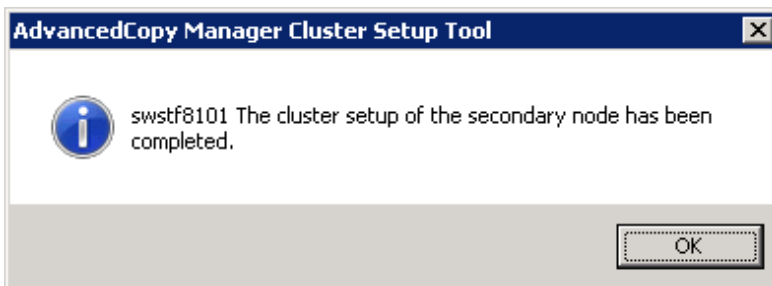 AdvancedCopy Manager Cluster Setup Tool
swstf8101 The cluster setup of the secondary node has been
completed.
OK